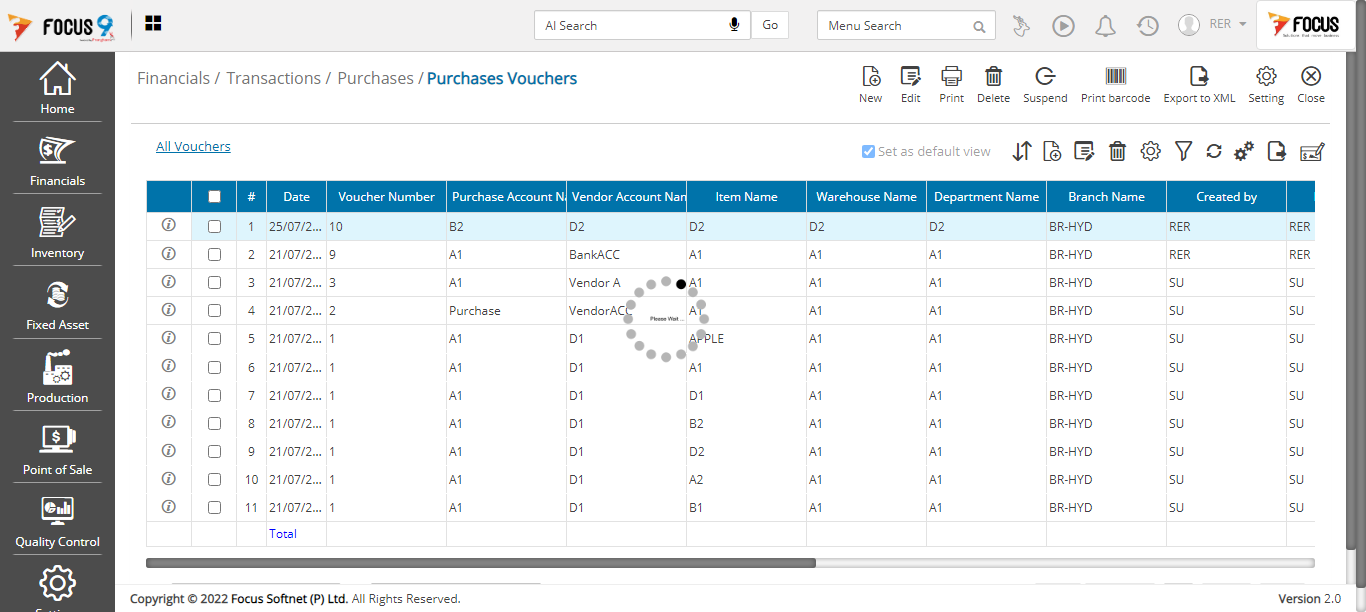 FOCUS 9
AI Search
Go
Menu Search
RER
FOCUS
Home
Financials
Inventory
Fixed Asset
Production
Point of Sale
Quality Control
Financials / Transactions / Purchases / Purchases Vouchers
New Edit Print Delete Suspend Print barcode Export to XML Setting Close
All Vouchers
Set as default view
# Date Voucher Number Purchase Account Na Vendor Account Nan Item Name Warehouse Name Department Name Branch Name Created by
1 25/07/2... 10 B2 D2 D2 D2 D2 BR-HYD RER RER
2 21/07/2... 9 A1 BankACC A1 A1 A1 BR-HYD RER RER
3 21/07/2... 3 A1 Vendor A A1 A1 A1 BR-HYD SU SU
4 21/07/2... 2 Purchase VendorACC A1 A1 A1 BR-HYD SU SU
Please Wait ...
5 21/07/2... 1 A1 D1 APPLE A1 A1 BR-HYD SU SU
6 21/07/2... 1 A1 D1 A1 A1 A1 BR-HYD SU SU
7 21/07/2... 1 A1 D1 D1 A1 A1 BR-HYD SU SU
8 21/07/2... 1 A1 D1 B2 A1 A1 BR-HYD SU SU
9 21/07/2... 1 A1 D1 D2 A1 A1 BR-HYD SU SU
10 21/07/2... 1 A1 D1 A2 A1 A1 BR-HYD SU SU
11 21/07/2... 1 A1 D1 B1 A1 A1 BR-HYD SU SU
Total
Copyright © 2022 Focus Softnet (P) Ltd. All Rights Reserved.
Version 2.0